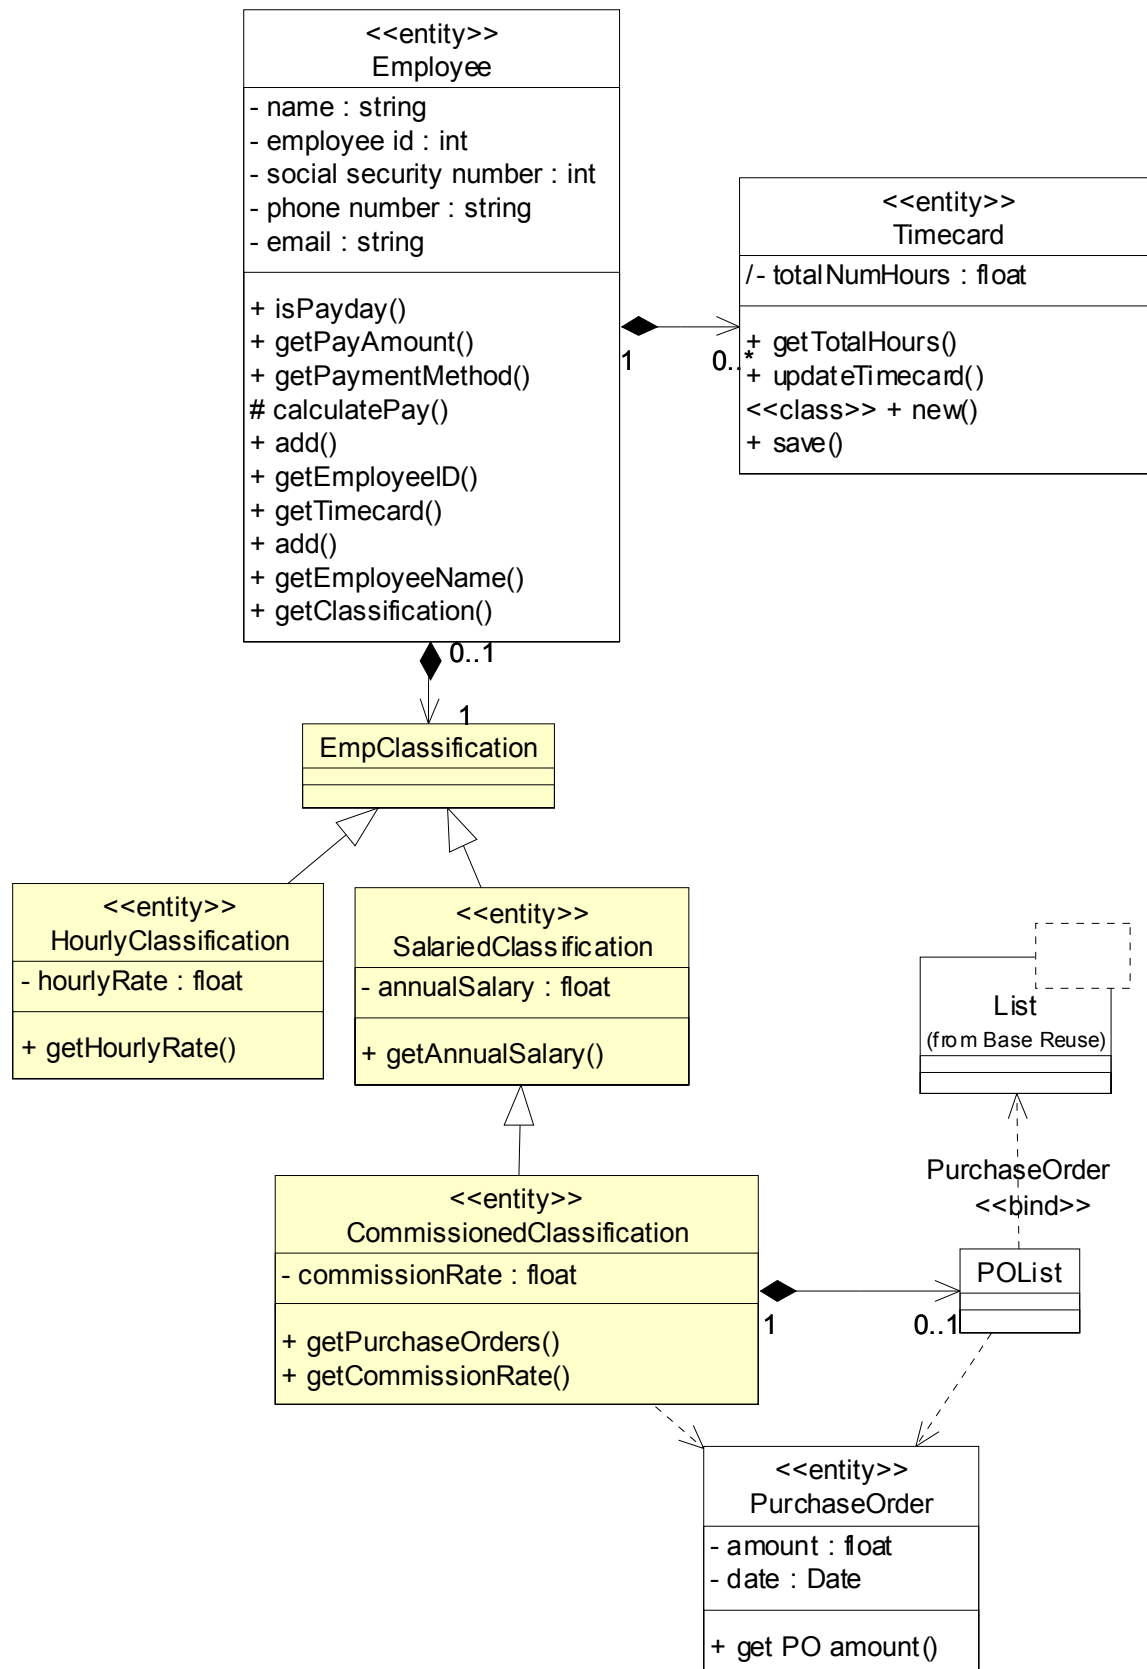 <<entity>>
Employee
- name : string
- employee id : int
- social security number : int
- phone number : string
- email : string
+ isPayday()
+ getPayAmount()
+ getPaymentMethod()
# calculatePay()
+ add()
+ getEmployeeID()
+ getTimecard()
+ add()
+ getEmployeeName()
+ getClassification()
<<entity>>
Timecard
/- totalNumHours : float
+ getTotalHours()
+ updateTimecard()
<<class>> + new()
+ save()
1
0..*
0..1
1
EmpClassification
<<entity>>
HourlyClassification
- hourlyRate : float
+ getHourlyRate()
<<entity>>
SalariedClassification
- annualSalary : float
+ getAnnualSalary()
List
(from Base Reuse)
PurchaseOrder
<<bind>>
<<entity>>
CommissionedClassification
- commissionRate : float
+ getPurchaseOrders()
+ getCommissionRate()
1
0..1
POList
<<entity>>
PurchaseOrder
- amount : float
- date : Date
+ get PO amount()